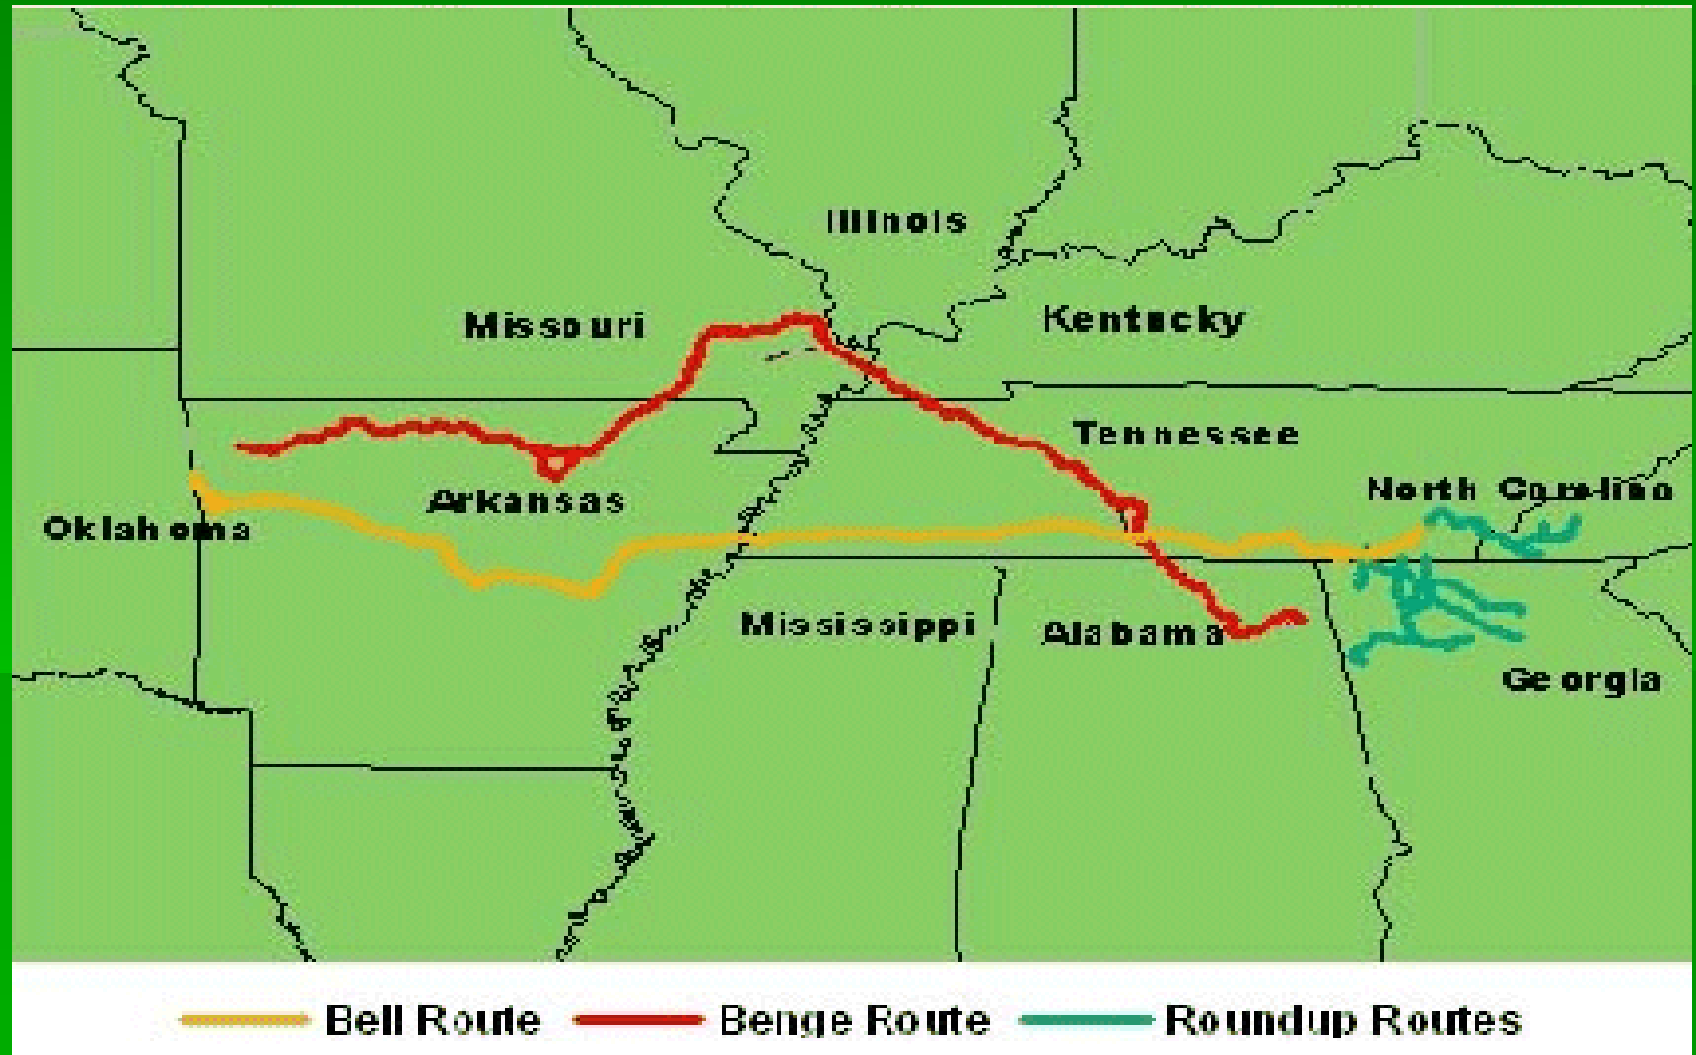 Illinois
Missouri
Kentucky
Tennessee
North Carolina
Arkansas
Oklahoma
Mississippi
Alabama
Georgia
Bell Route Benge Route Roundup Routes